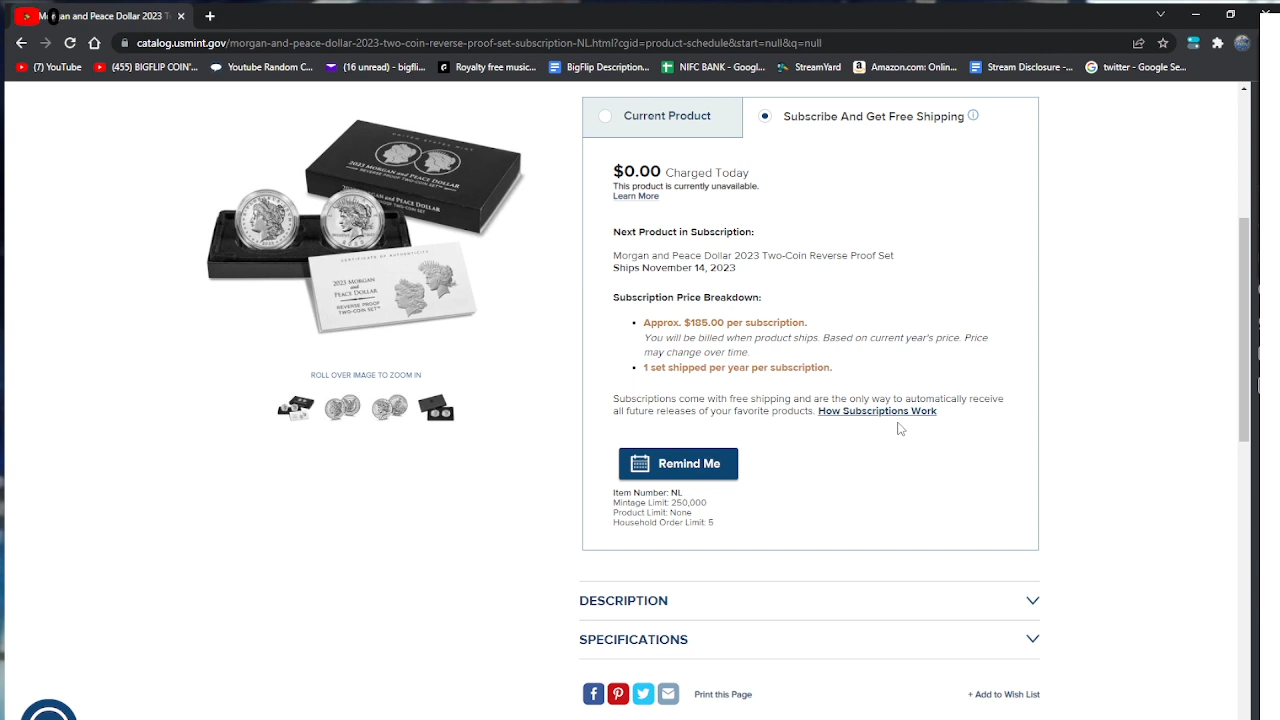 Morgan and Peace Dollar 2023 T
catalog.usmint.gov/morgan-and-peace-dollar-2023-two-coin-reverse-proof-set-subscription-NL.html?cgid=product-schedule&start=null&q=null
(7) YouTube
(455) BIGFLIP COIN'...
Youtube Random C...
(16 unread) - bigfli...
Royalty free music...
BigFlip Description...
NIFC BANK - Googl...
StreamYard
Amazon.com: Onlin...
Stream Disclosure -...
twitter - Google Se...
UNITED STATES MINT
2023 MORGAN and PEACE DOLLAR
REVERSE PROOF TWO-COIN SET
MORGAN AND PEACE DOLLAR
CERTIFICATE OF AUTHENTICITY
2023 MORGAN
and
PEACE DOLLAR
REVERSE PROOF
TWO-COIN SET
ROLL OVER IMAGE TO ZOOM IN
Current Product
Subscribe And Get Free Shipping
$0.00 Charged Today
This product is currently unavailable.
Learn More
Next Product in Subscription:
Morgan and Peace Dollar 2023 Two-Coin Reverse Proof Set
Ships November 14, 2023
Subscription Price Breakdown:
• Approx. $185.00 per subscription.
You will be billed when product ships. Based on current year's price. Price
may change over time.
• 1 set shipped per year per subscription.
Subscriptions come with free shipping and are the only way to automatically receive
all future releases of your favorite products. How Subscriptions Work
Remind Me
Item Number: NL
Mintage Limit: 250,000
Product Limit: None
Household Order Limit: 5
DESCRIPTION
SPECIFICATIONS
Print this Page
+ Add to Wish List